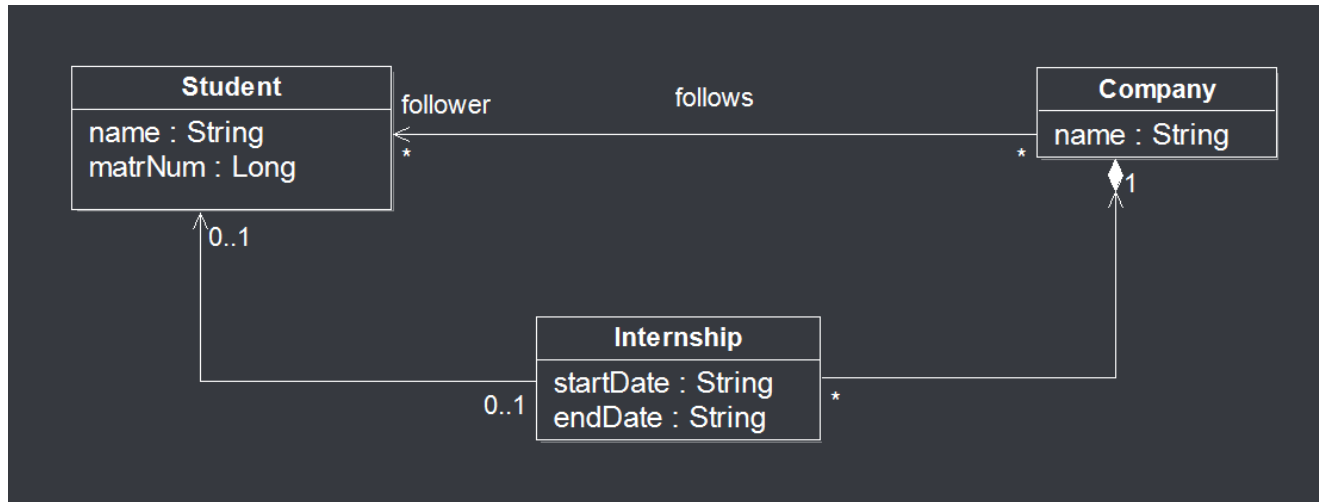 Student
name : String
matrNum : Long
follower
*
follows
*
Company
name : String
1
0..1
Internship
startDate : String
endDate : String
0..1
*